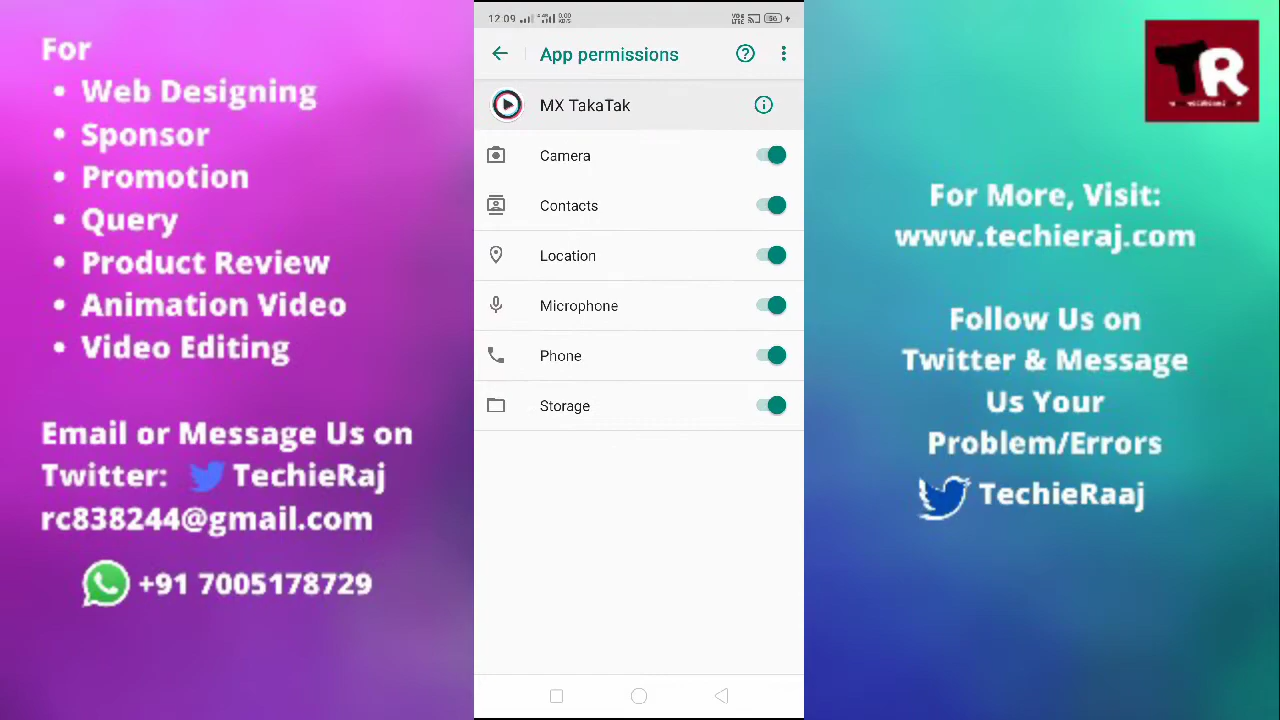 For
• Web Designing
• Sponsor
• Promotion
• Query
• Product Review
• Animation Video
• Video Editing
Email or Message Us on
Twitter: TechieRaj
rc838244@gmail.com
+91 7005178729
12:09
56
App permissions
MX TakaTak
Camera
Contacts
Location
Microphone
Phone
Storage
TR
For More, Visit:
www.techieraj.com
Follow Us on
Twitter & Message
Us Your
Problem/Errors
TechieRaaj